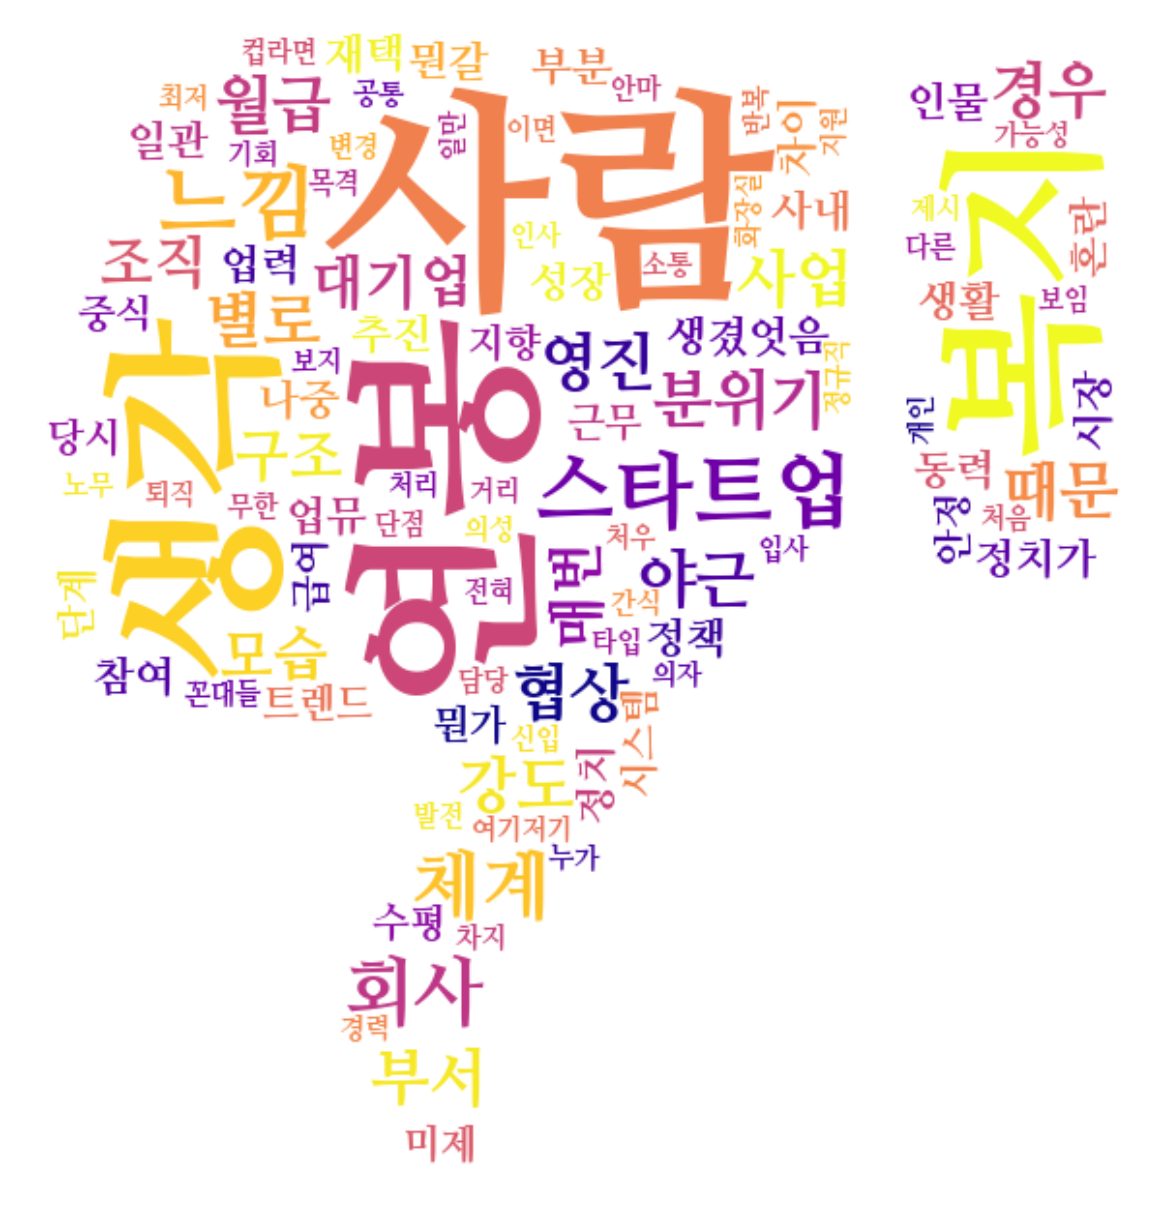 컵라면
재택
뭔갈
부분
최저
월급
공통
안마
반복
일관
기회
변경
일만
이면
차이
지원
사람
느낌
목격
인사
화장실
사내
조직
업력
대기업
성장
소통
사업
중식
별로
추진
지향
영진
생겼엇음
보지
생각
나중
연봉
근무
분위기
정규직
당시
구조
노무
퇴직
무한
업뮤
단점
처리
거리
스타트업
의성
처우
입사
단계
급여
전혀
매번
야근
간식
모습
타입
정책
참여
꼰대들
트렌드
담당
협상
의자
뭔가
신입
시스템
강도
정치
발전
여기저기
체계
누가
수평
차지
회사
경력
부서
미제
인물
경우
가능성
제시
다른
복지
혼란
생활
보임
개인
시장
동력
때문
안정
처음
정치가